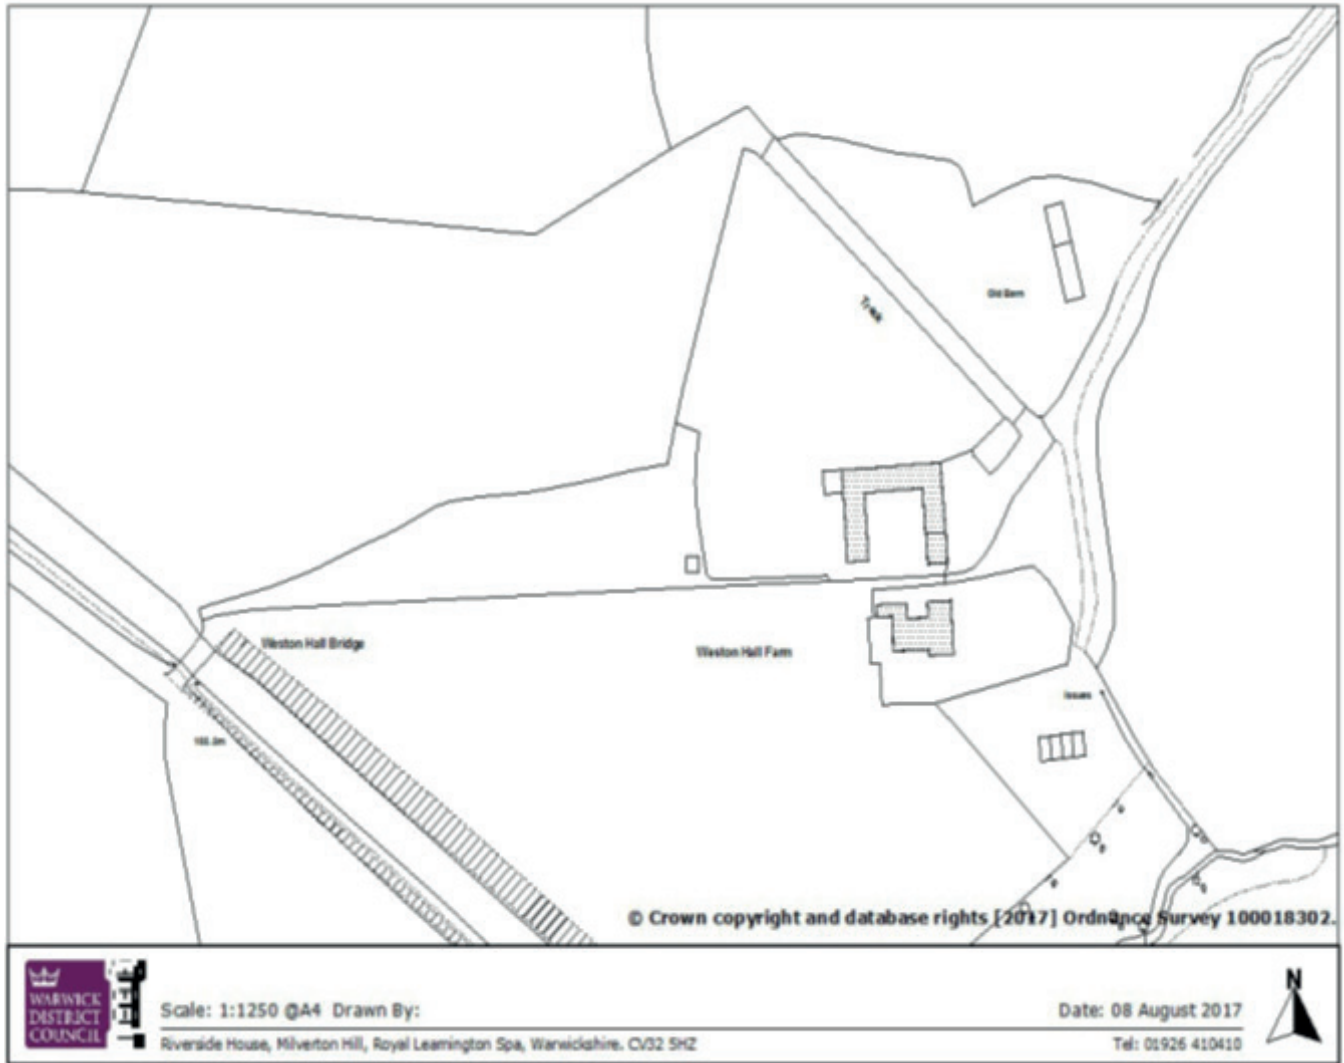 Old Barn
Track
Weston Hall Bridge
Weston Hall Farm
Issues
© Crown copyright and database rights [2017] Ordnance Survey 100018302.
WARWICK
DISTRICT
COUNCIL
Scale: 1:1250 @A4 Drawn By:
Date: 08 August 2017
N
Riverside House, Milverton Hill, Royal Leamington Spa, Warwickshire. CV32 5HZ
Tel: 01926 410410